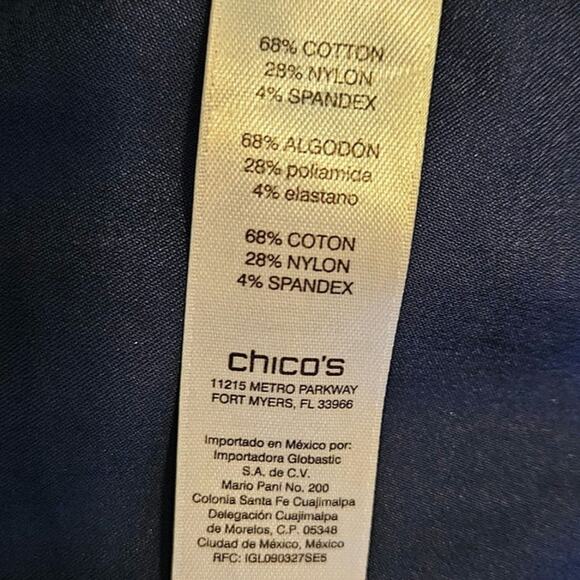 68% COTTON
28% NYLON
4% SPANDEX
68% ALGODÓN
28% poliamida
4% elastano
68% COTON
28% NYLON
4% SPANDEX
chico's
11215 METRO PARKWAY
FORT MYERS, FL 33966
Importado en México por:
Importadora Globastic
S.A. de C.V.
Mario Pani No. 200
Colonia Santa Fe Cuajimalpa
Delegación Cuajimalpa
de Morelos, C.P. 05348
Ciudad de México, México
RFC: IGL090327SE5